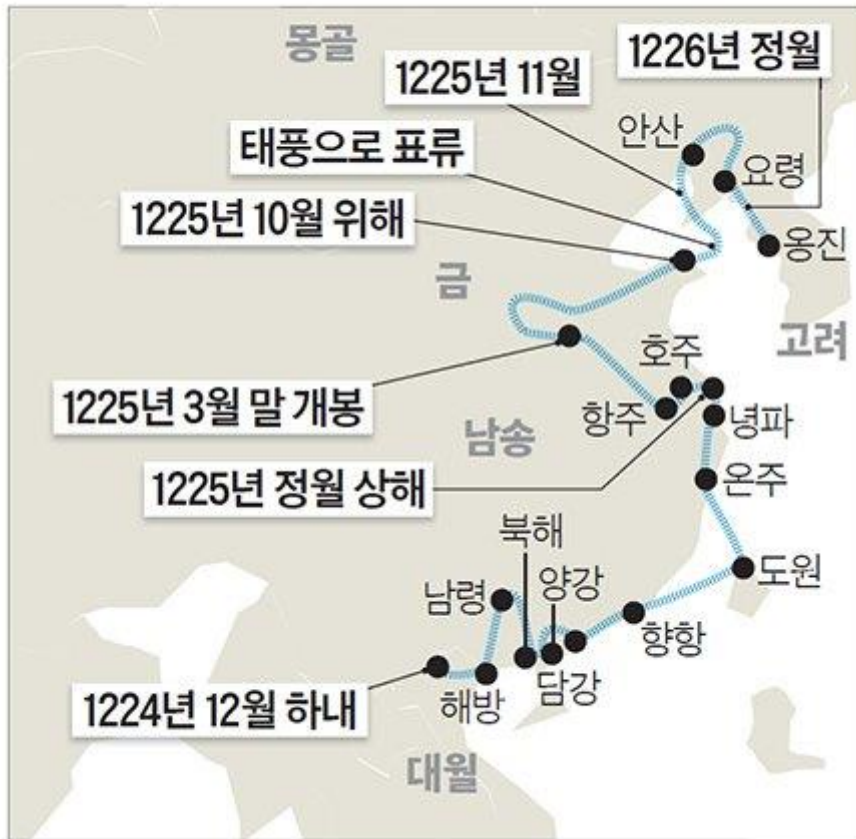 몽골
1226년 정월
1225년 11월
안산
태풍으로 표류
요령
1225년 10월 위해
옹진
금
고려
호주
1225년 3월 말 개봉
항주
남송
녕파
1225년 정월 상해
온주
북해
양강
도원
남령
향항
담강
1224년 12월 하내
해방
대월